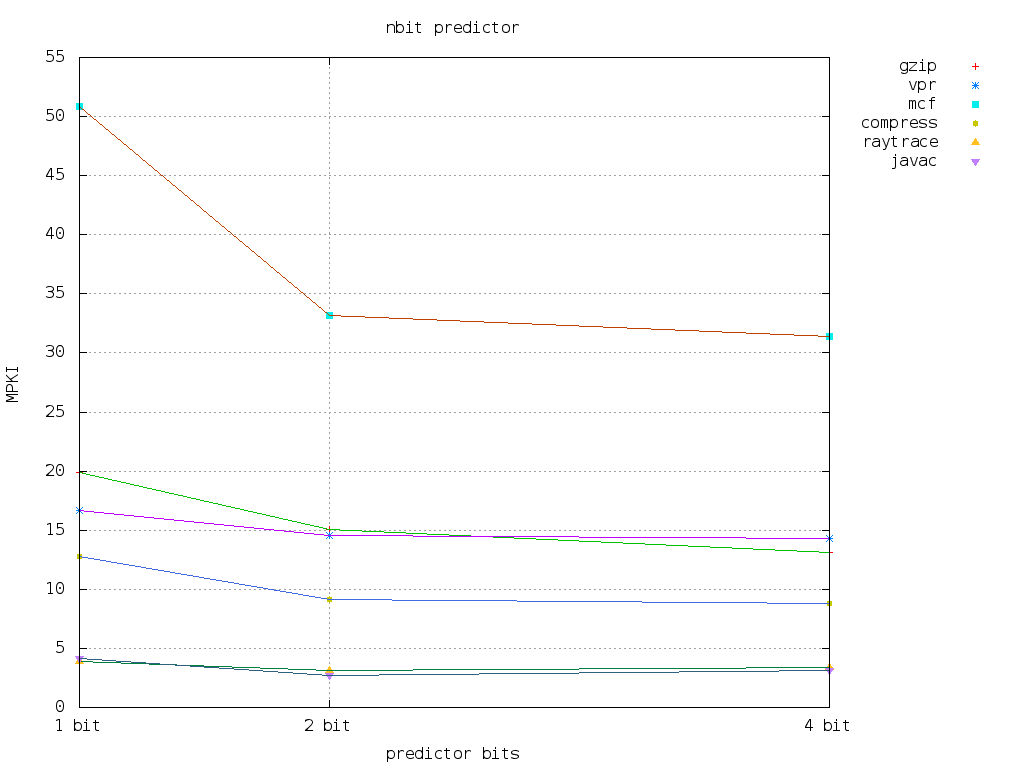 nbit predictor
55
50
45
40
35
30
25
20
15
10
5
0
MPKI
1 bit
2 bit
4 bit
predictor bits
gzip
vpr
mcf
compress
raytrace
javac